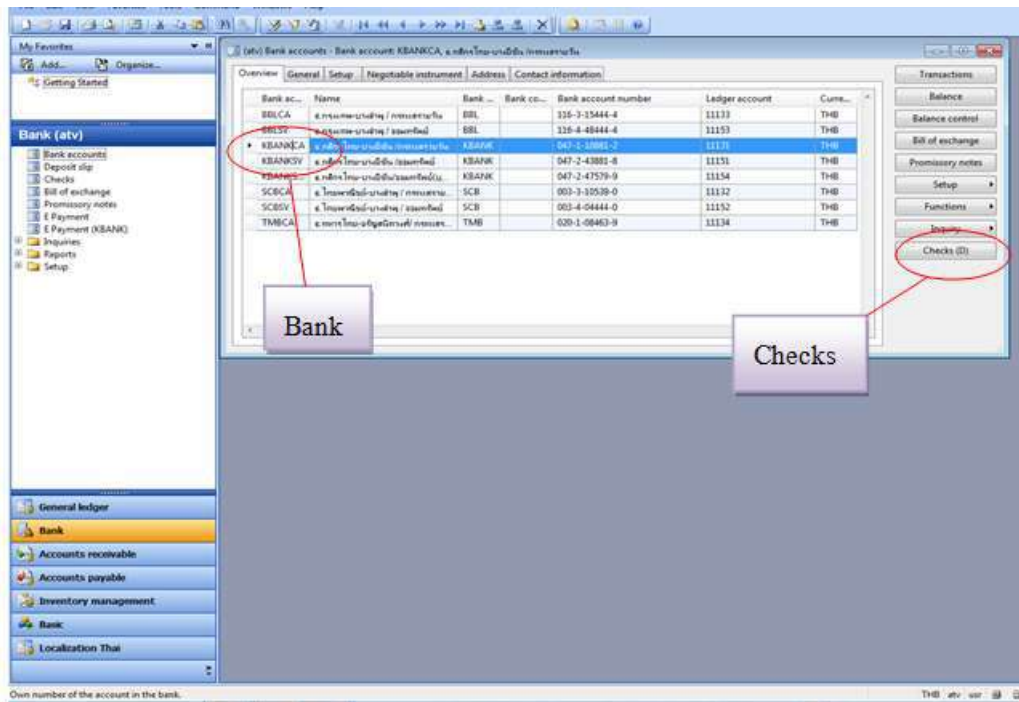 My Favorites
Add... Organize...
Getting Started
Bank (atv)
Bank accounts
Deposit slip
Checks
Bill of exchange
Promissory notes
E Payment
E Payment (KBANK)
Inquiries
Reports
Setup
General ledger
Bank
Accounts receivable
Accounts payable
Inventory management
Basic
Localization Thai
(atv) Bank accounts - Bank account: KBANKCA,
Overview General Setup Negotiable instrument Address Contact information
Bank ac... Name Bank ... Bank co... Bank account number Ledger account Curre...
BBLCA BBL 116-3-15444-4 11133 THB
BBLSV BBL 116-4-48444-4 11153 THB
KBANKCA KBANK 047-1-10881-2 11131 THB
KBANKSV KBANK 047-2-43881-8 11151 THB
KBANKS... KBANK 047-2-47579-9 11154 THB
SCBCA SCB 003-3-10539-0 11132 THB
SCBSV SCB 003-4-04444-0 11152 THB
TMBCA TMB 020-1-08463-9 11134 THB
Transactions
Balance
Balance control
Bill of exchange
Promissory notes
Setup
Functions
Inquiry
Checks (D)
Bank
Checks
Own number of the account in the bank.
THB atv usr